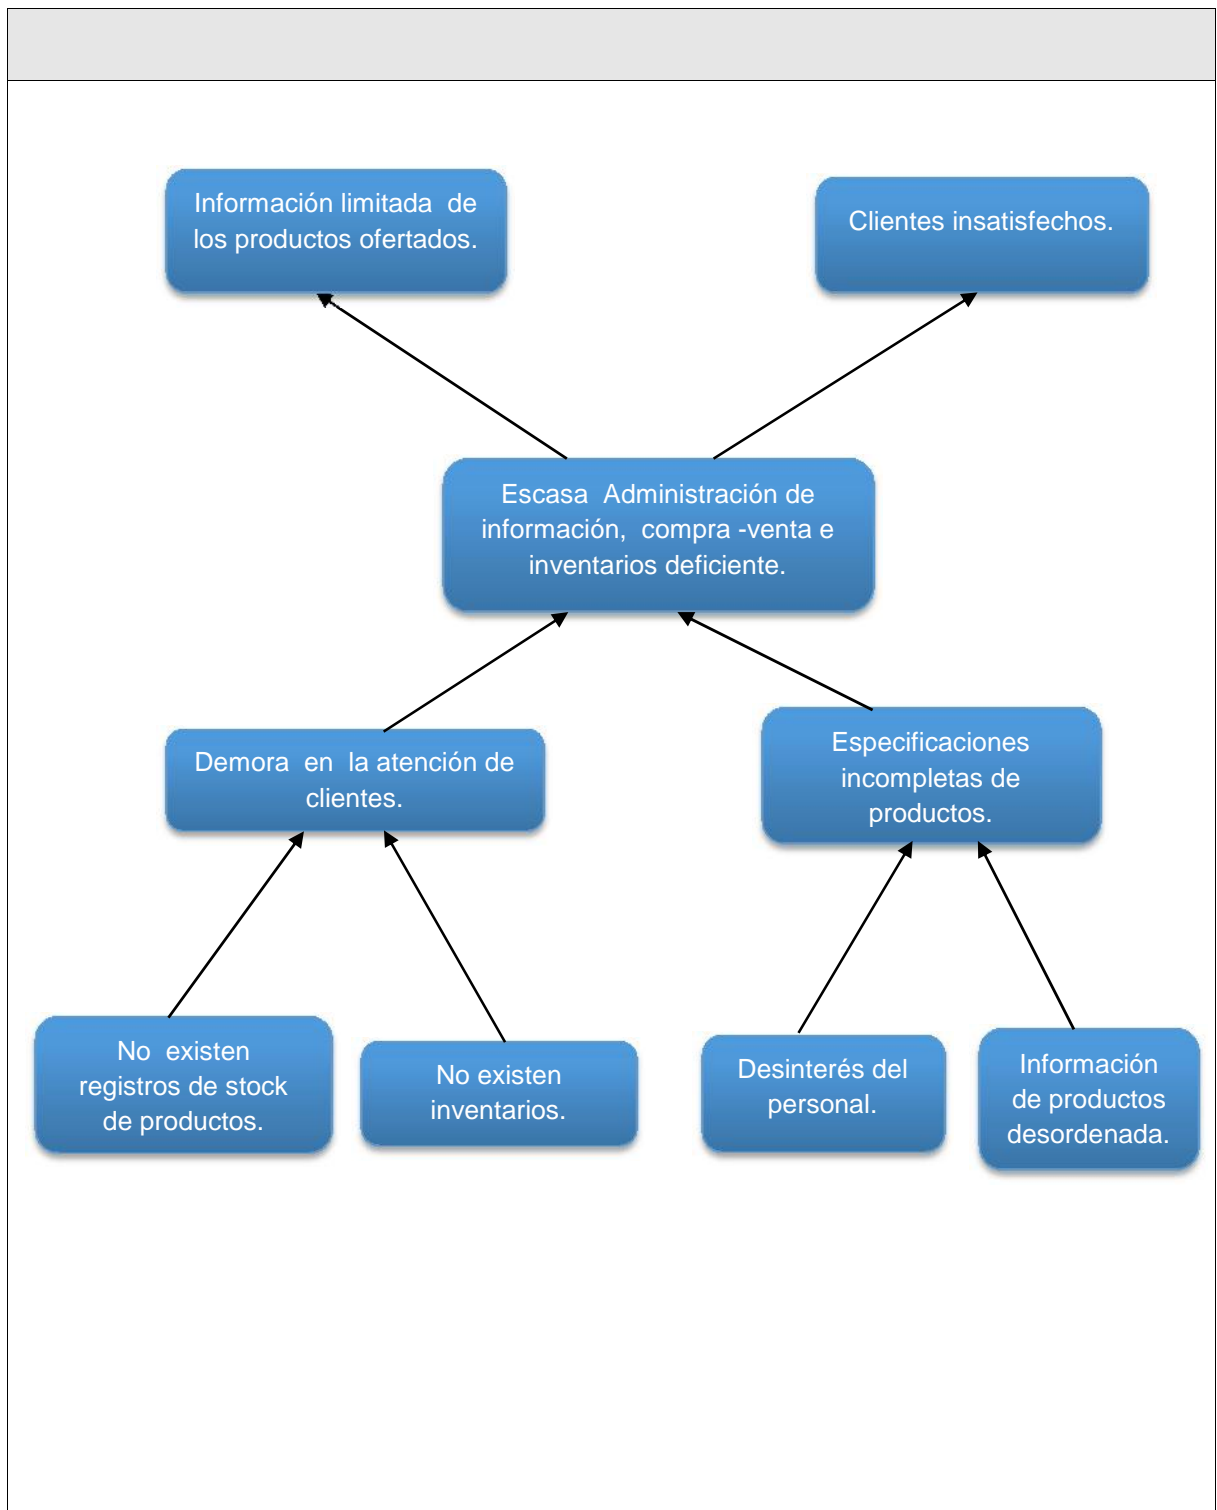 Información limitada  de
los productos ofertados.
Clientes insatisfechos.
Escasa  Administración de
información,  compra -venta e
inventarios deficiente.
Demora  en  la atención de
clientes.
Especificaciones
incompletas de
productos.
No  existen
registros de stock
de productos.
No existen
inventarios.
Desinterés del
personal.
Información
de productos
desordenada.